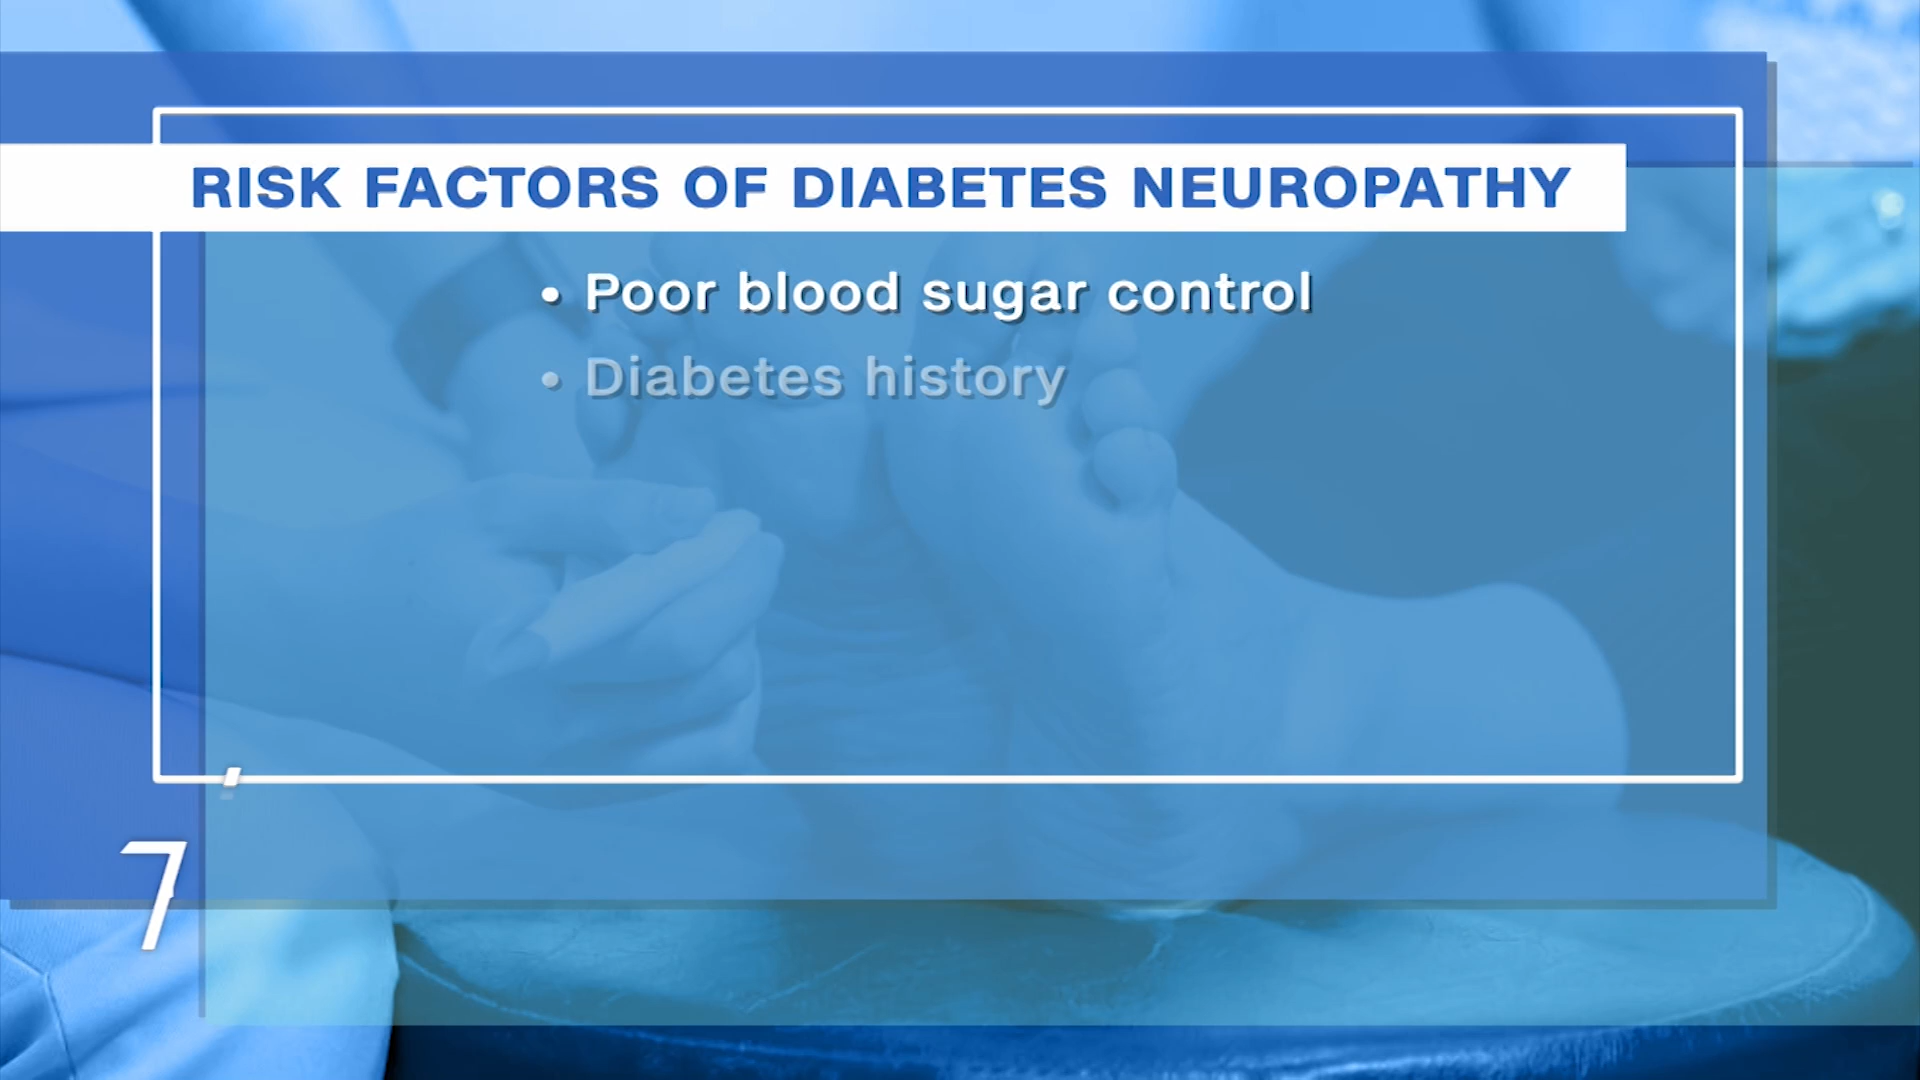 RISK FACTORS OF DIABETES NEUROPATHY
• Poor blood sugar control
• Diabetes history
7